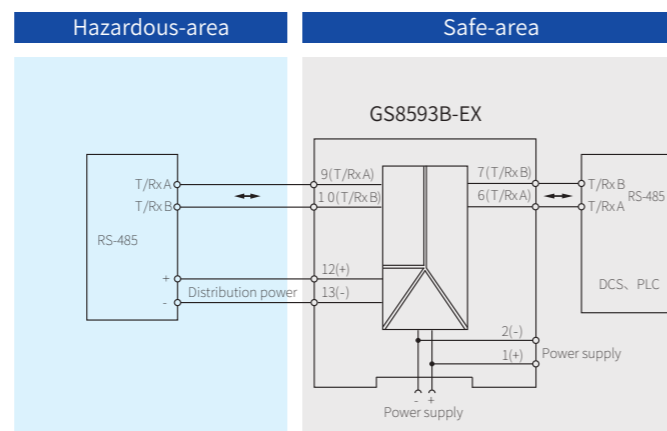 Hazardous-area
Safe-area
GS8593B-EX
T/RxA
9(T/RxA)
7(T/RxB)
T/RxB
T/RxB
10(T/RxB)
6(T/RxA)
T/RxA
RS-485
RS-485
+
12(+)
DCS、PLC
-
Distribution power
13(-)
2(-)
1(+)
Power supply
- +
Power supply